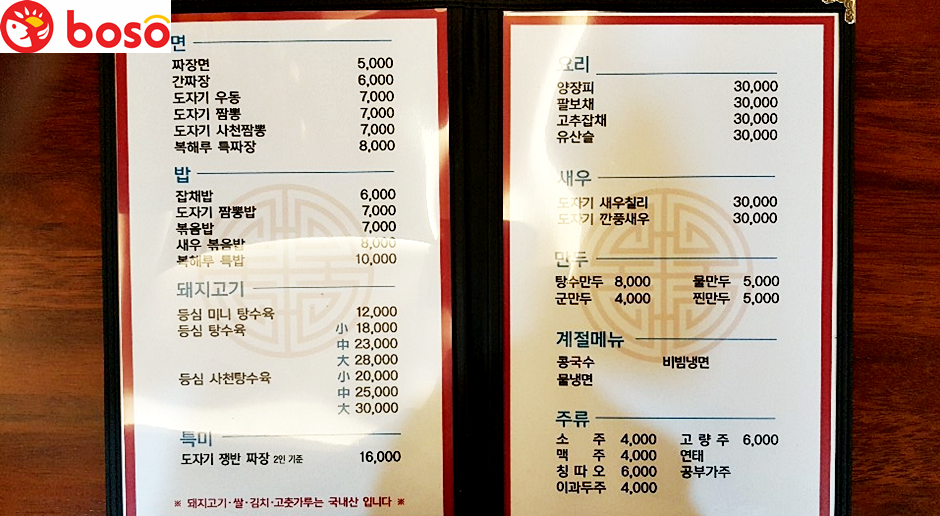 boso
면
짜장면 5,000
간짜장 6,000
도자기 우동 7,000
도자기 짬뽕 7,000
도자기 사천짬뽕 7,000
복해루 특짜장 8,000
밥
잡채밥 6,000
도자기 짬뽕밥 7,000
볶음밥 7,000
새우 볶음밥 8,000
복해루 특밥 10,000
돼지고기
등심 미니 탕수육 12,000
등심 탕수육 小 18,000
中 23,000
大 28,000
등심 사천탕수육 小 20,000
中 25,000
大 30,000
특미
도자기 쟁반 짜장 2인 기준 16,000
※ 돼지고기·쌀·김치·고춧가루는 국내산 입니다 ※
요리
양장피 30,000
팔보채 30,000
고추잡채 30,000
유산슬 30,000
새우
도자기 새우칠리 30,000
도자기 깐풍새우 30,000
만두
탕수만두 8,000 물만두 5,000
군만두 4,000 찐만두 5,000
계절메뉴
콩국수 비빔냉면
물냉면
주류
소 주 4,000 고 량 주 6,000
맥 주 4,000 연태
칭 따 오 6,000 공부가주
이과두주 4,000